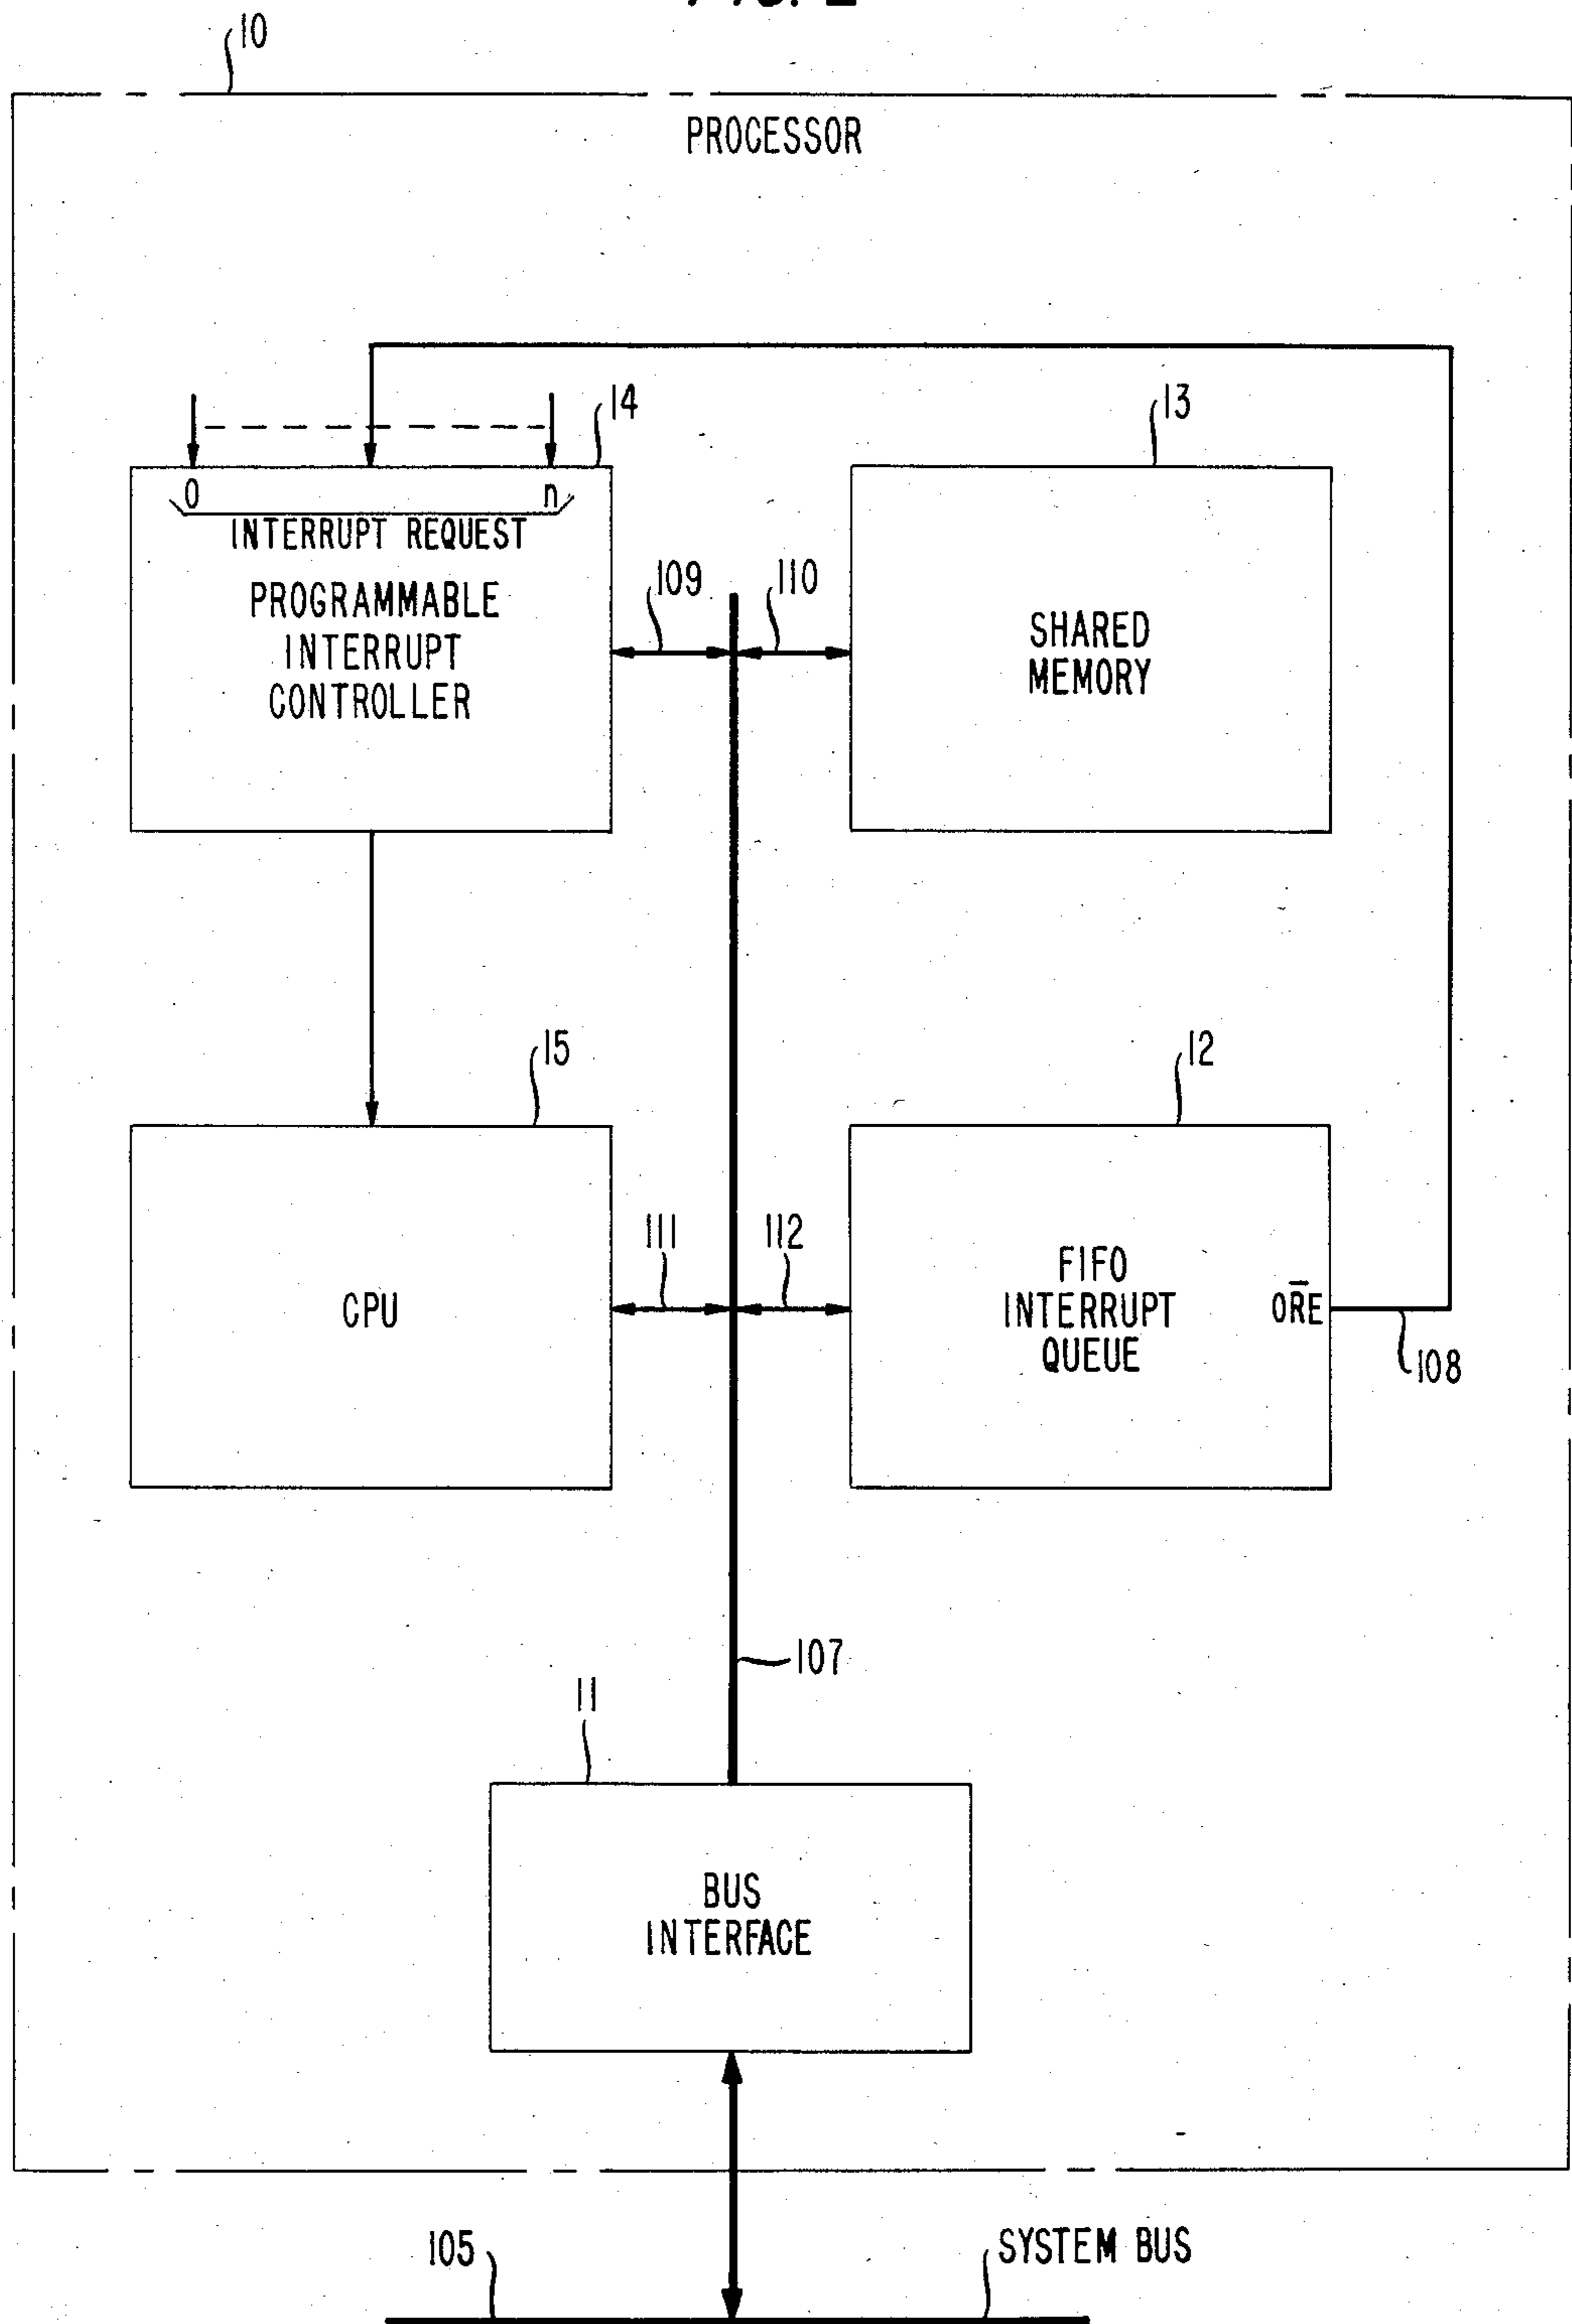 10
PROCESSOR
14
13
0 n
INTERRUPT REQUEST
PROGRAMMABLE
INTERRUPT
CONTROLLER
109
110
SHARED
MEMORY
15
12
111
112
CPU
FIFO
INTERRUPT
QUEUE
OR̅E
108
107
11
BUS
INTERFACE
105
SYSTEM BUS